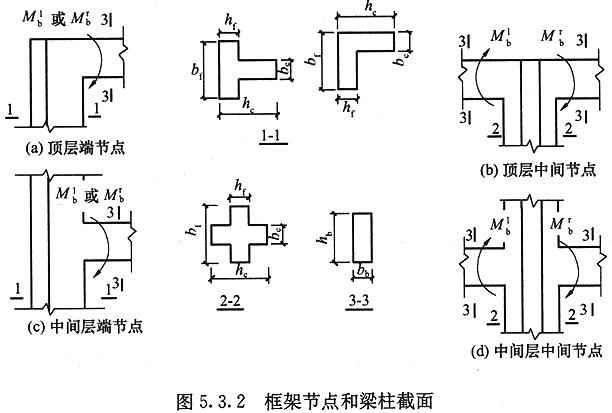 M_b^l 或 M_b^r 3
3
1 1
(a) 顶层端节点
h_f
b_f
b_c
h_c
h_c
b_f
b_c
h_f
1-1
M_b^l M_b^r
3 3
3 3
2 2
(b) 顶层中间节点
M_b^l 或 M_b^r
3
1 1 3
(c) 中间层端节点
h_f
b_f
b_c
h_c
2-2
h_b
b_b
3-3
M_b^l M_b^r
3 3
3 3
2 2
(d) 中间层中间节点
图 5.3.2 框架节点和梁柱截面